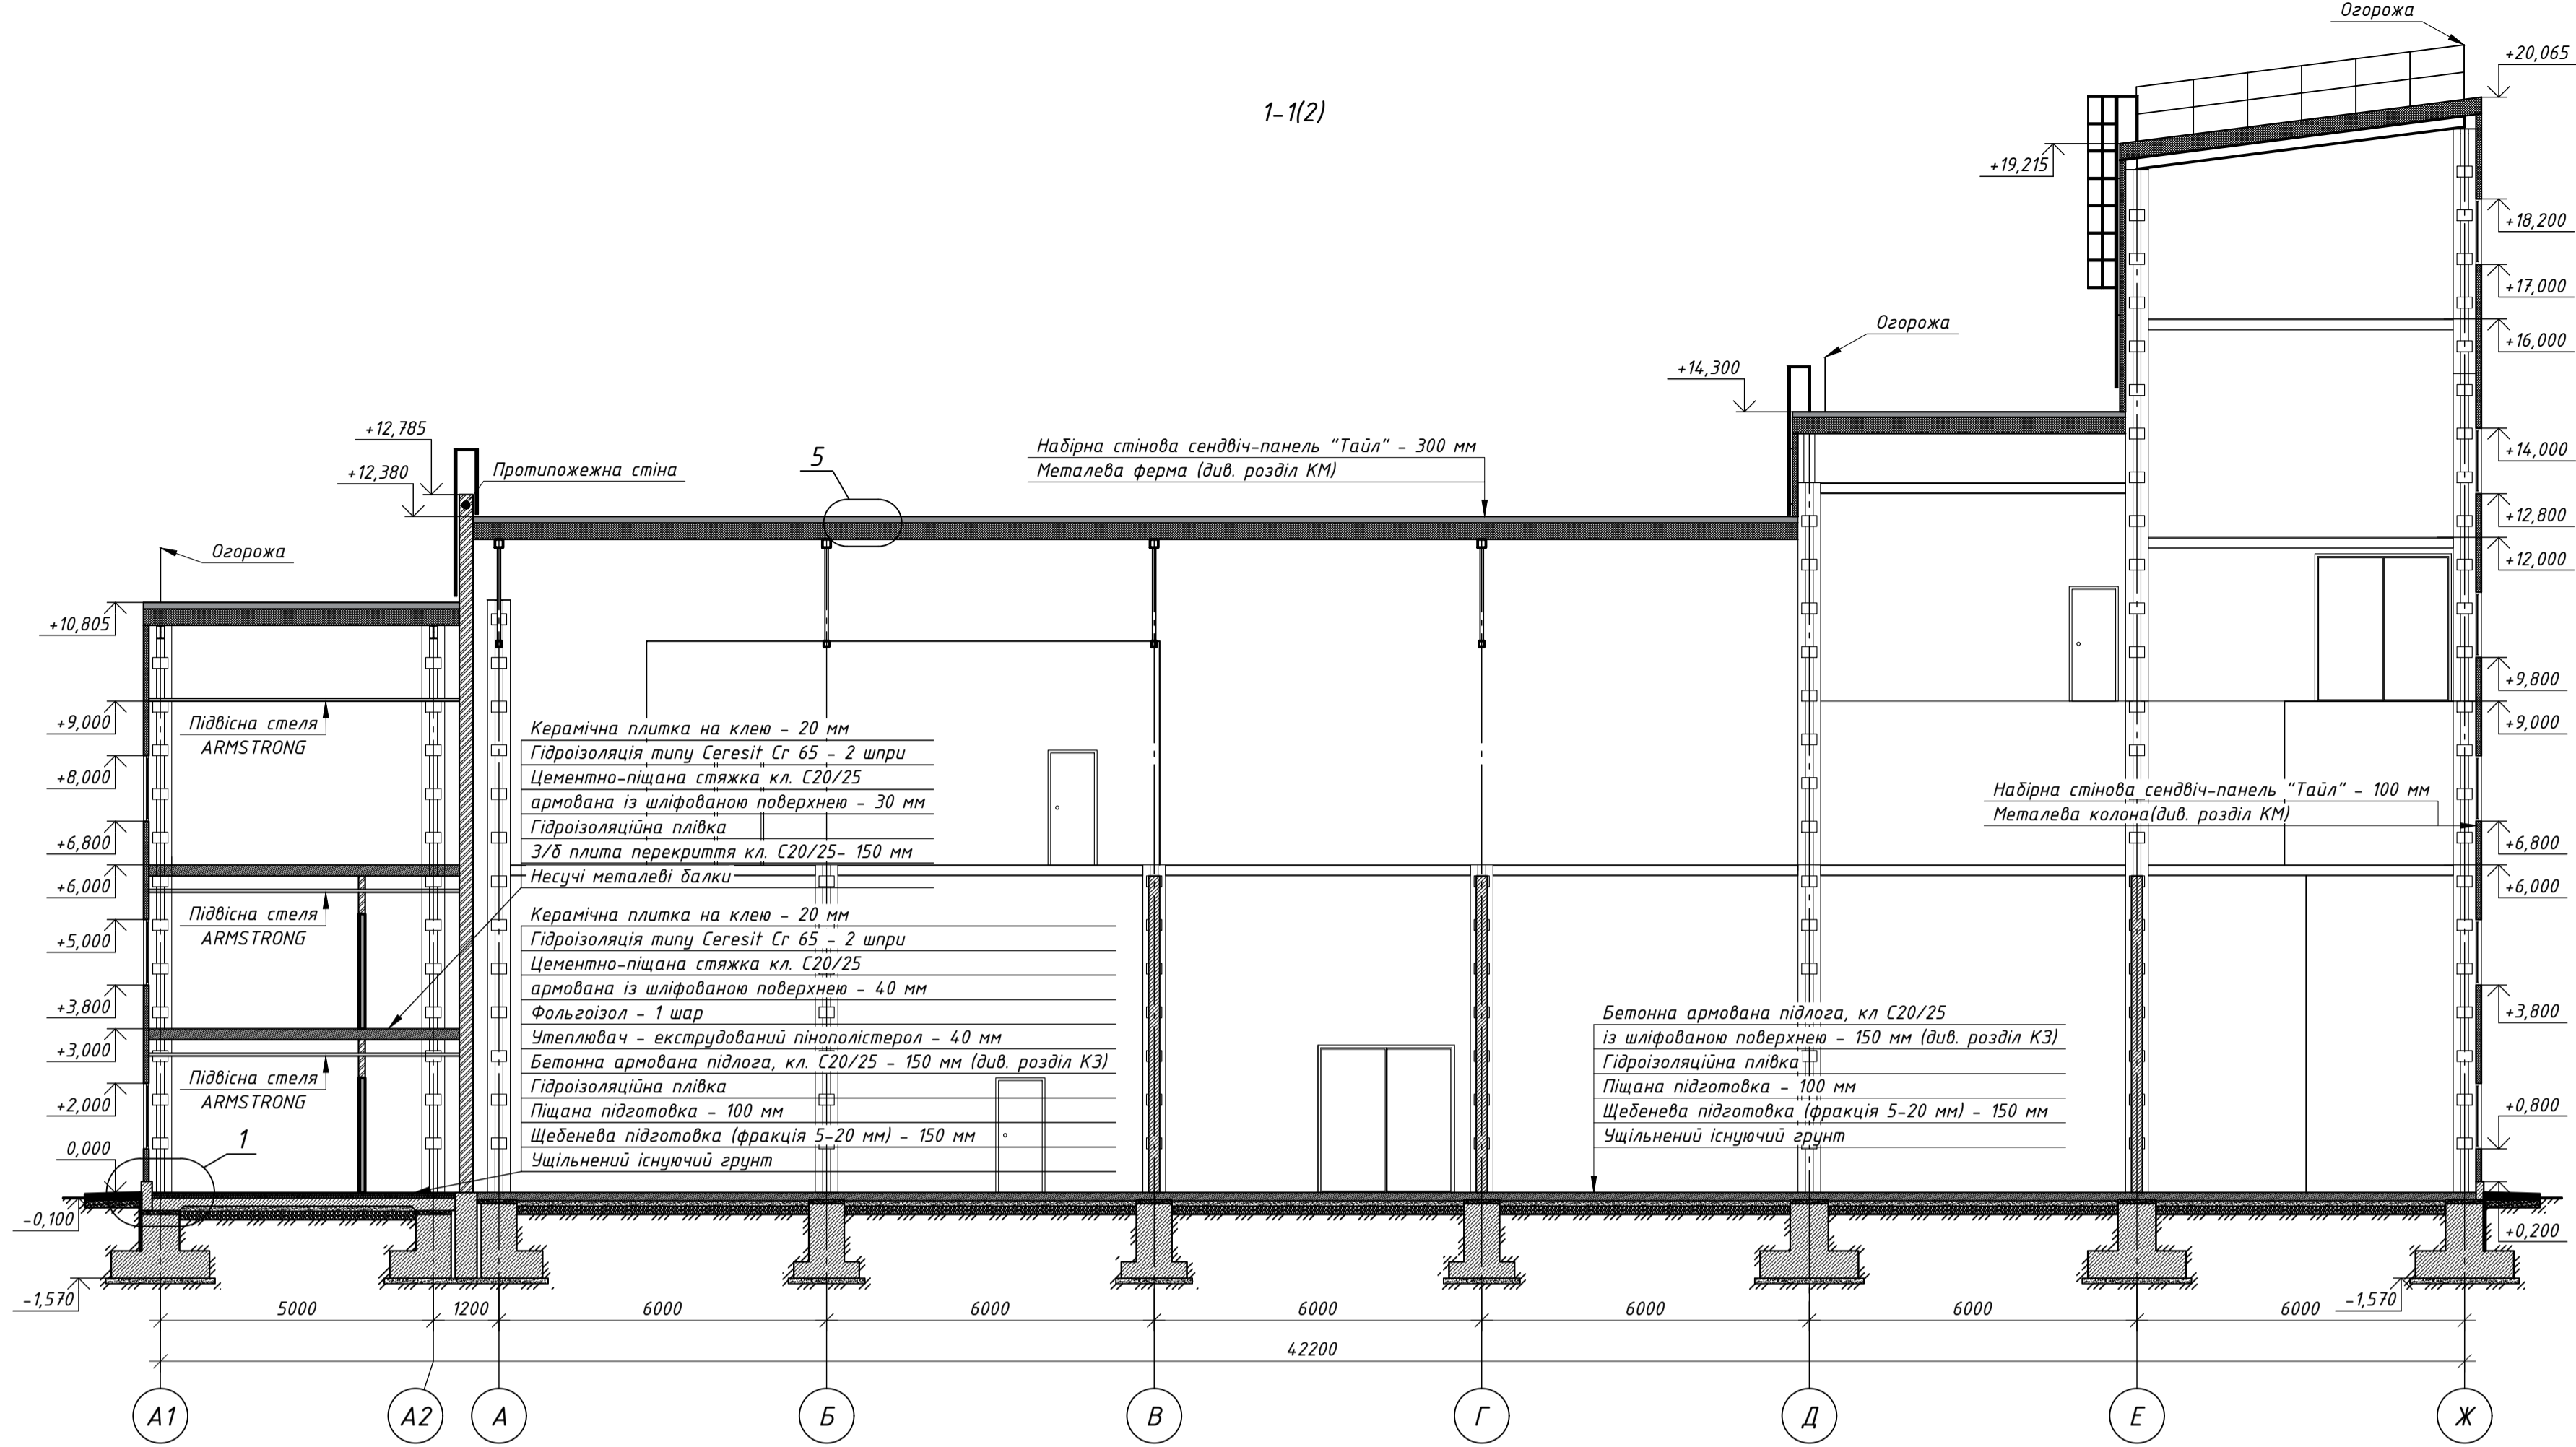 Огорожа
+20,065
1-1(2)
+19,215
+18,200
+17,000
Огорожа
+16,000
+14,300
+12,785
+12,380
Протипожежна стіна
5
Набірна стінова сендвіч-панель "Тайл" - 300 мм
Металева ферма (див. розділ КМ)
+14,000
+12,800
+12,000
Огорожа
+10,805
+9,800
+9,000
Підвісна стеля
ARMSTRONG
+9,000
+8,000
+6,800
+6,000
Керамічна плитка на клею - 20 мм
Гідроізоляція типу Ceresit Cr 65 - 2 шпри
Цементно-піщана стяжка кл. С20/25
армована із шліфованою поверхнею - 30 мм
Гідроізоляційна плівка
З/б плита перекриття кл. С20/25- 150 мм
Несучі металеві балки
Набірна стінова сендвіч-панель "Тайл" - 100 мм
Металева колона(див. розділ КМ)
+6,800
+6,000
Підвісна стеля
ARMSTRONG
+5,000
+3,800
+3,000
Керамічна плитка на клею - 20 мм
Гідроізоляція типу Ceresit Cr 65 - 2 шпри
Цементно-піщана стяжка кл. С20/25
армована із шліфованою поверхнею - 40 мм
Фольгоізол - 1 шар
Утеплювач - екструдований пінополістерол - 40 мм
Бетонна армована підлога, кл. С20/25 - 150 мм (див. розділ КЗ)
Гідроізоляційна плівка
Піщана підготовка - 100 мм
Щебенева підготовка (фракція 5-20 мм) - 150 мм
Ущільнений існуючий грунт
Бетонна армована підлога, кл С20/25
із шліфованою поверхнею - 150 мм (див. розділ КЗ)
Гідроізоляційна плівка
Піщана підготовка - 100 мм
Щебенева підготовка (фракція 5-20 мм) - 150 мм
Ущільнений існуючий грунт
+3,800
+0,800
Підвісна стеля
ARMSTRONG
+2,000
0,000
1
-0,100
+0,200
-1,570
-1,570
5000
1200
6000
6000
6000
6000
6000
6000
42200
А1
А2
А
Б
В
Г
Д
Е
Ж